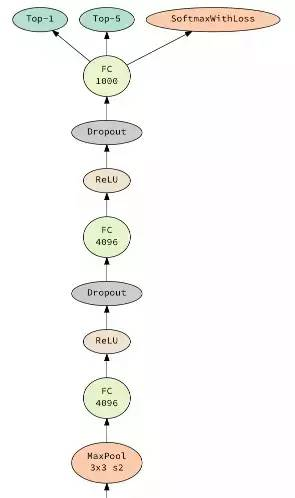 Top-1 Top-5 SoftmaxWithLoss
FC
1000
Dropout
ReLU
FC
4096
Dropout
ReLU
FC
4096
MaxPool
3x3 s2